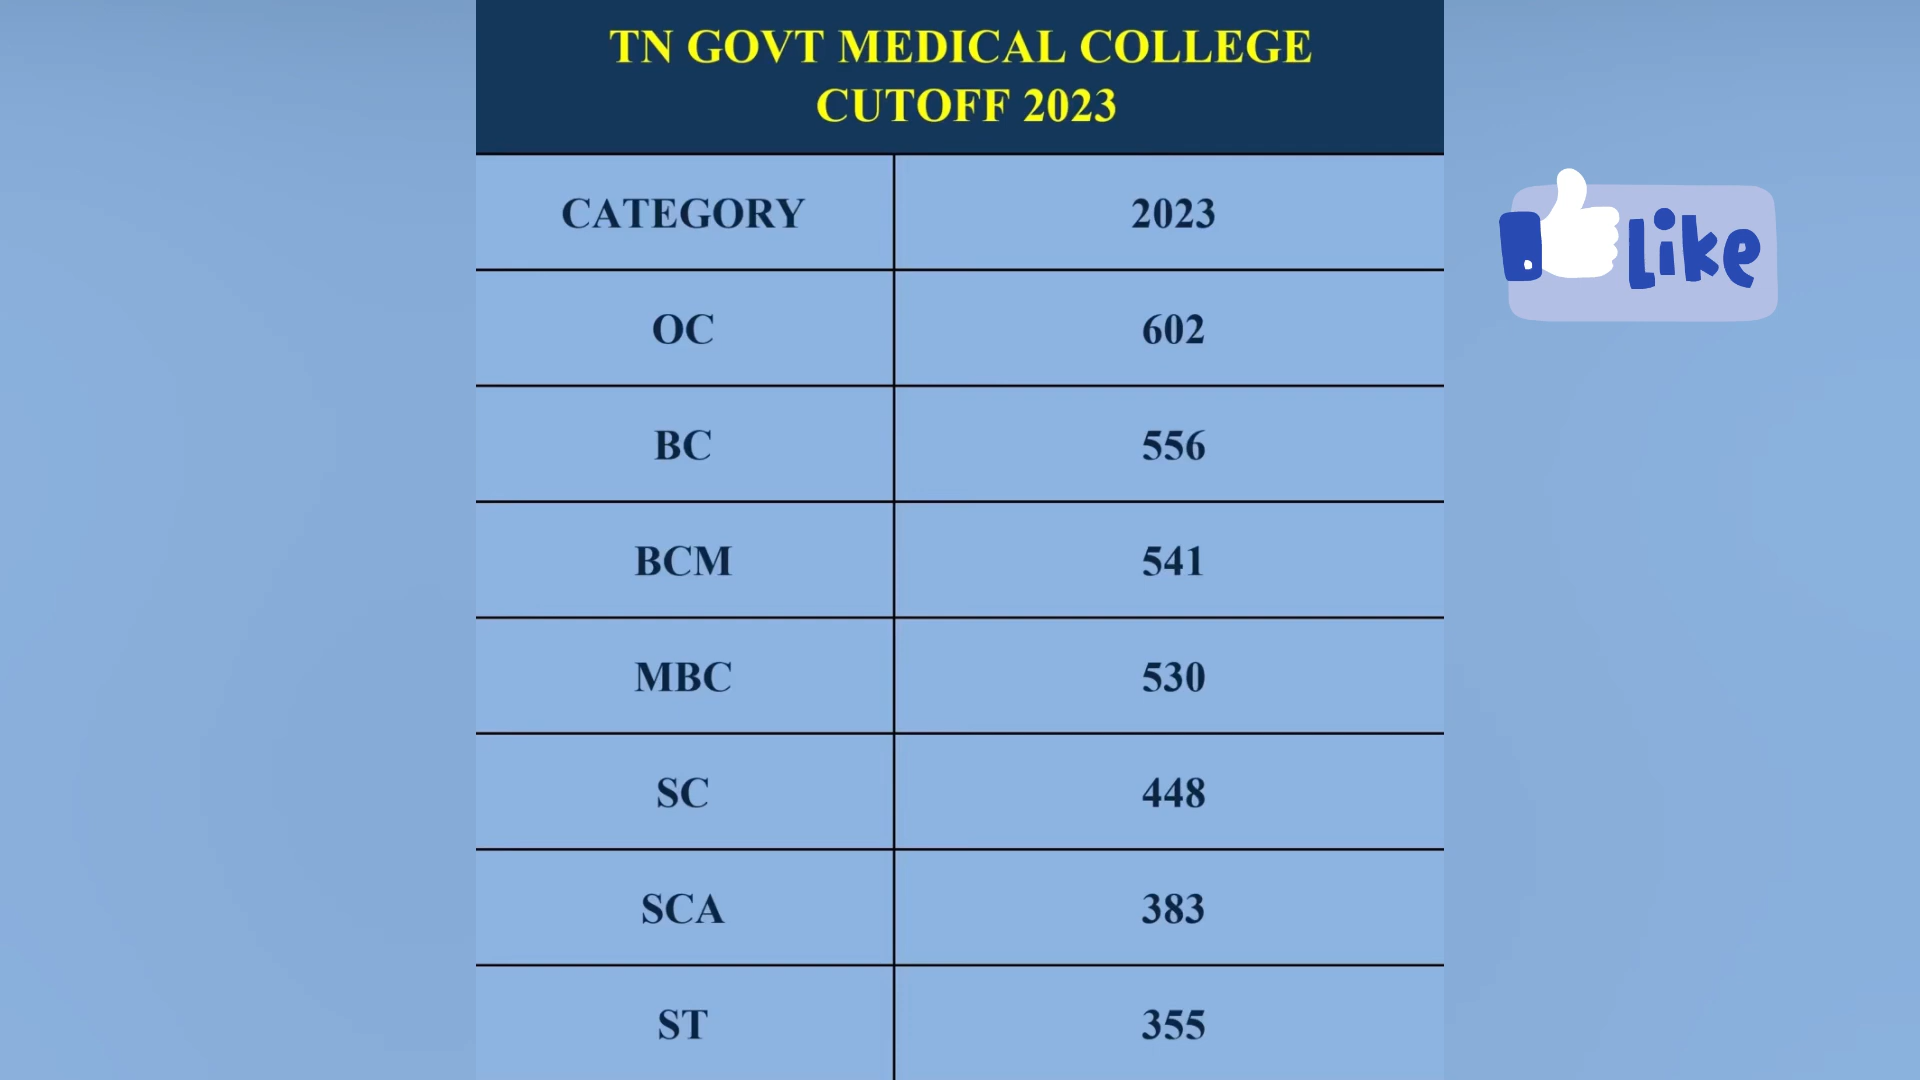 TN GOVT MEDICAL COLLEGE
CUTOFF 2023
CATEGORY 2023
OC 602
BC 556
BCM 541
MBC 530
SC 448
SCA 383
ST 355
Like